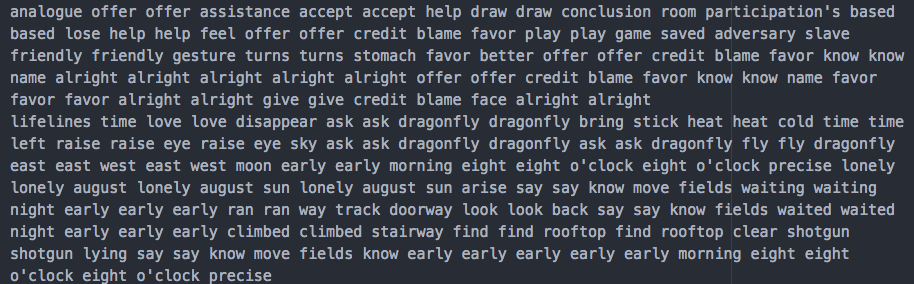 analogue offer offer assistance accept accept help draw draw conclusion room participation's based
based lose help help feel offer offer credit blame favor play play game saved adversary slave
friendly friendly gesture turns turns stomach favor better offer offer credit blame favor know know
name alright alright alright alright alright offer offer credit blame favor know know name favor
favor favor alright alright give give credit blame face alright alright
lifelines time love love disappear ask ask dragonfly dragonfly bring stick heat heat cold time time
left raise raise eye raise eye sky ask ask dragonfly dragonfly ask ask dragonfly fly fly dragonfly
east east west east west moon early early morning eight eight o'clock eight o'clock precise lonely
lonely august lonely august sun lonely august sun arise say say know move fields waiting waiting
night early early early ran ran way track doorway look look back say say know fields waited waited
night early early early climbed climbed stairway find find rooftop find rooftop clear shotgun
shotgun lying say say know move fields know early early early early early morning eight eight
o'clock eight o'clock precise